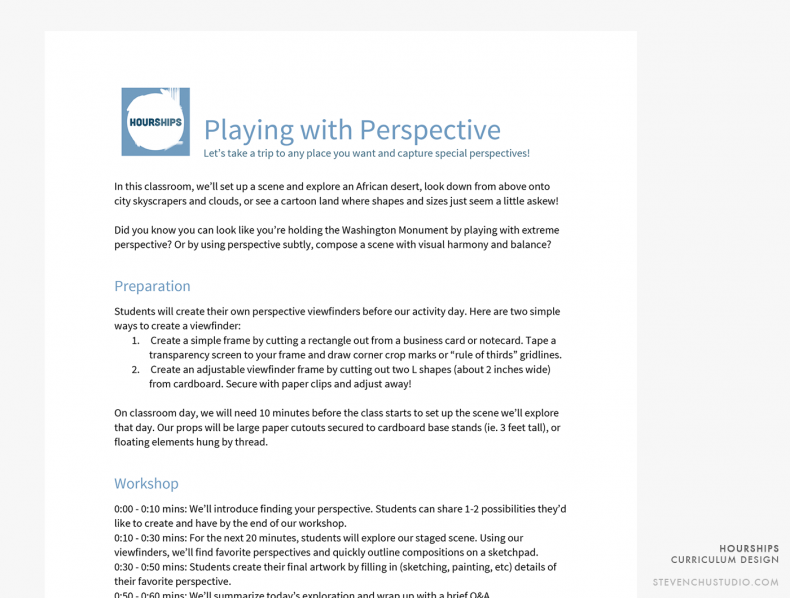 HOURSHIPS
Playing with Perspective
Let's take a trip to any place you want and capture special perspectives!
In this classroom, we'll set up a scene and explore an African desert, look down from above onto
city skyscrapers and clouds, or see a cartoon land where shapes and sizes just seem a little askew!
Did you know you can look like you're holding the Washington Monument by playing with extreme
perspective? Or by using perspective subtly, compose a scene with visual harmony and balance?
Preparation
Students will create their own perspective viewfinders before our activity day. Here are two simple
ways to create a viewfinder:
1. Create a simple frame by cutting a rectangle out from a business card or notecard. Tape a
transparency screen to your frame and draw corner crop marks or “rule of thirds” gridlines.
2. Create an adjustable viewfinder frame by cutting out two L shapes (about 2 inches wide)
from cardboard. Secure with paper clips and adjust away!
On classroom day, we will need 10 minutes before the class starts to set up the scene we'll explore
that day. Our props will be large paper cutouts secured to cardboard base stands (ie. 3 feet tall), or
floating elements hung by thread.
Workshop
0:00 - 0:10 mins: We'll introduce finding your perspective. Students can share 1-2 possibilities they'd
like to create and have by the end of our workshop.
0:10 - 0:30 mins: For the next 20 minutes, students will explore our staged scene. Using our
viewfinders, we'll find favorite perspectives and quickly outline compositions on a sketchpad.
0:30 - 0:50 mins: Students create their final artwork by filling in (sketching, painting, etc) details of
their favorite perspective.
0:50 - 0:60 mins: We'll summarize today's exploration and wrap up with a brief Q&A.
HOURSHIPS
CURRICULUM DESIGN
STEVENCHUSTUDIO.COM